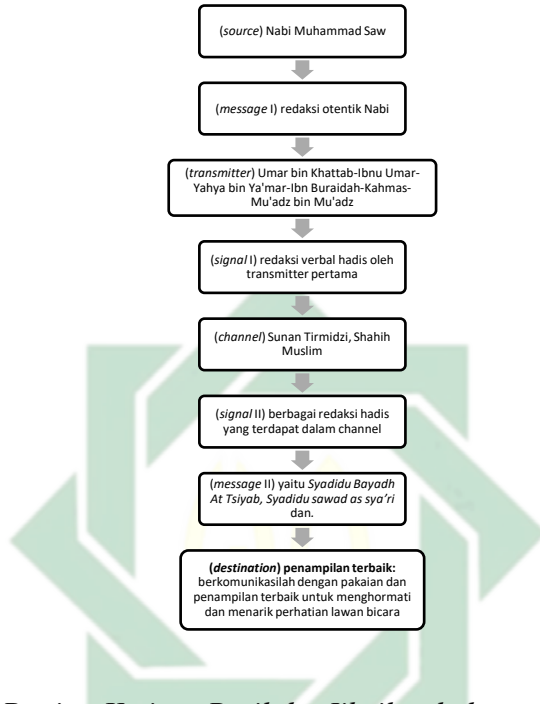 (source) Nabi Muhammad Saw
(message I) redaksi otentik Nabi
(transmitter) Umar bin Khattab-Ibnu Umar-
Yahya bin Ya'mar-Ibn Buraidah-Kahmas-
Mu'adz bin Mu'adz
(signal I) redaksi verbal hadis oleh
transmitter pertama
(channel) Sunan Tirmidzi, Shahih
Muslim
(signal II) berbagai redaksi hadis
yang terdapat dalam channel
(message II) yaitu Syadidu Bayadh
At Tsiyab, Syadidu sawad as sya'ri
dan.
(destination) penampilan terbaik:
berkomunikasilah dengan pakaian dan
penampilan terbaik untuk menghormati
dan menarik perhatian lawan bicara